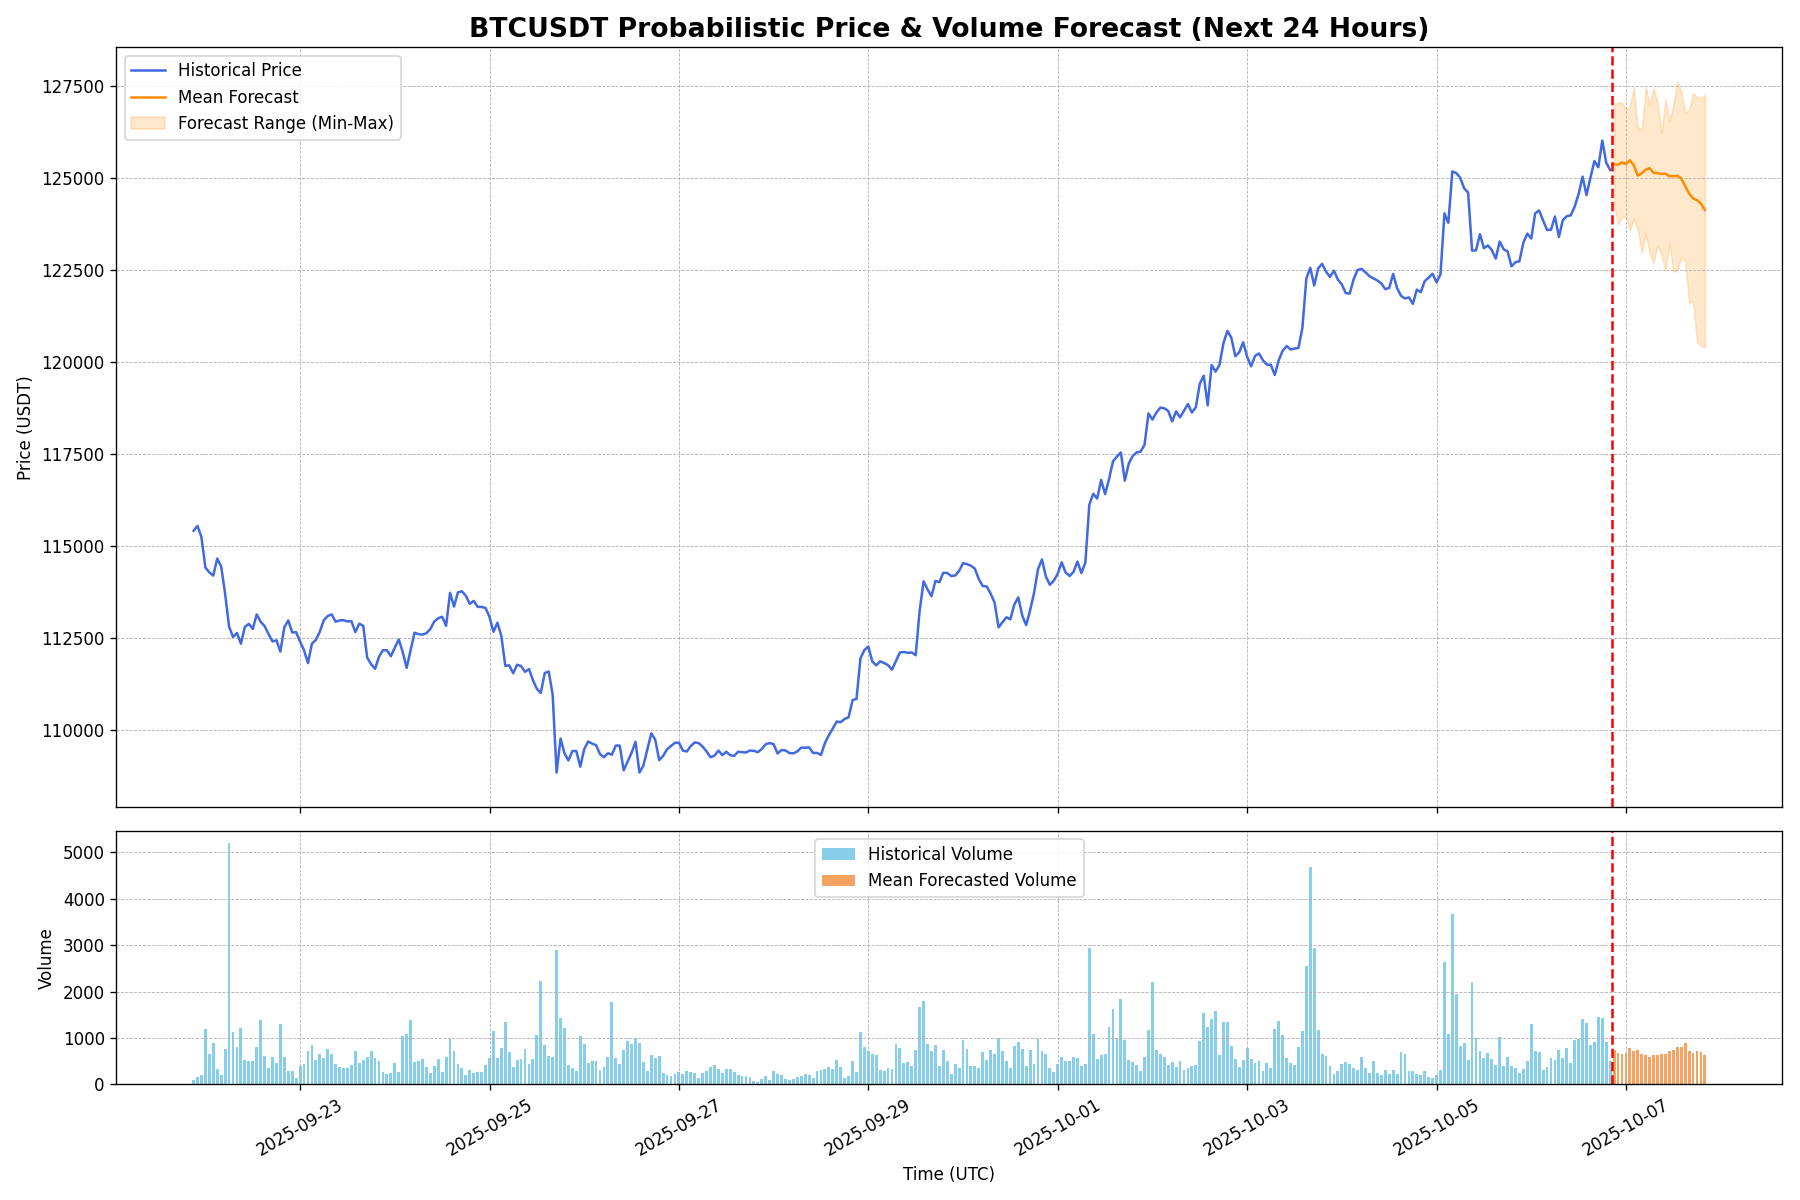 BTCUSDT Probabilistic Price & Volume Forecast (Next 24 Hours)
Historical Price
Mean Forecast
Forecast Range (Min-Max)
127500
125000
122500
120000
117500
115000
112500
110000
Price (USDT)
Historical Volume
Mean Forecasted Volume
5000
4000
3000
2000
1000
0
Volume
2025-09-23
2025-09-25
2025-09-27
2025-09-29
2025-10-01
2025-10-03
2025-10-05
2025-10-07
Time (UTC)